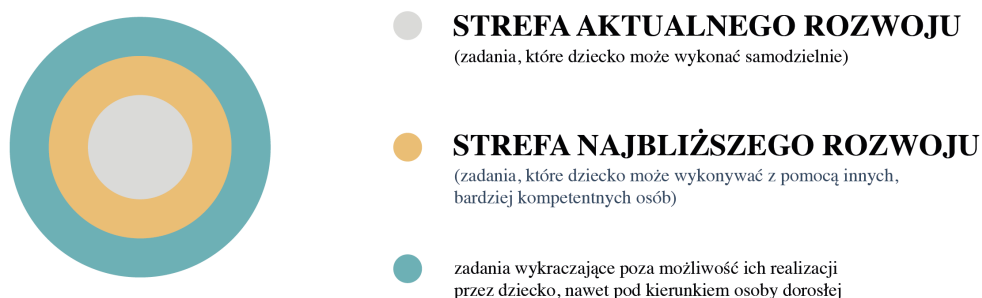 STREFA AKTUALNEGO ROZWOJU
(zadania, które dziecko może wykonać samodzielnie)
STREFA NAJBLIŻSZEGO ROZWOJU
(zadania, które dziecko może wykonywać z pomocą innych,
bardziej kompetentnych osób)
zadania wykraczające poza możliwość ich realizacji
przez dziecko, nawet pod kierunkiem osoby dorosłej